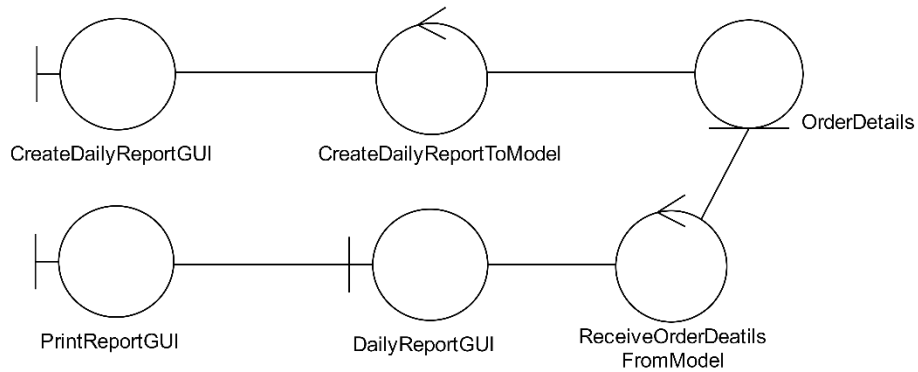 OrderDetails
CreateDailyReportGUI
CreateDailyReportToModel
PrintReportGUI
DailyReportGUI
ReceiveOrderDeatils
FromModel